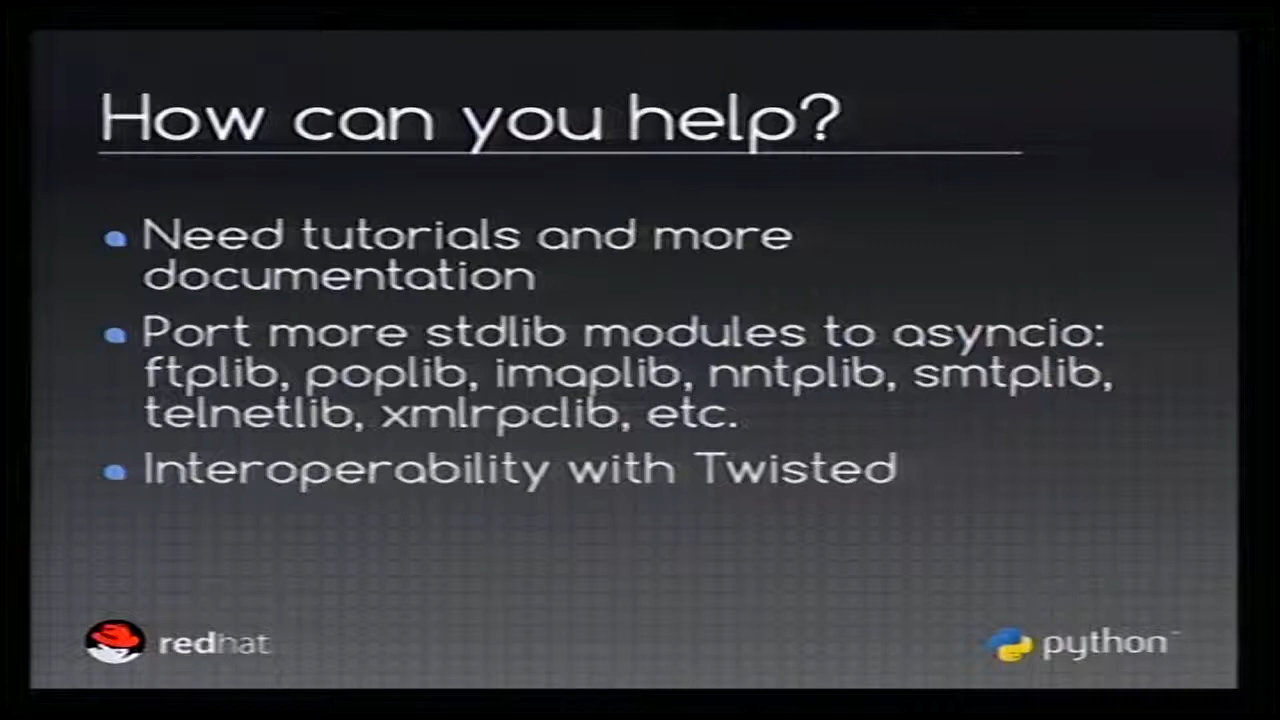 How can you help?
Need tutorials and more
documentation
Port more stdlib modules to asyncio:
ftplib, poplib, imaplib, nntplib, smtplib,
telnetlib, xmlrpclib, etc.
Interoperability with Twisted
redhat
python™